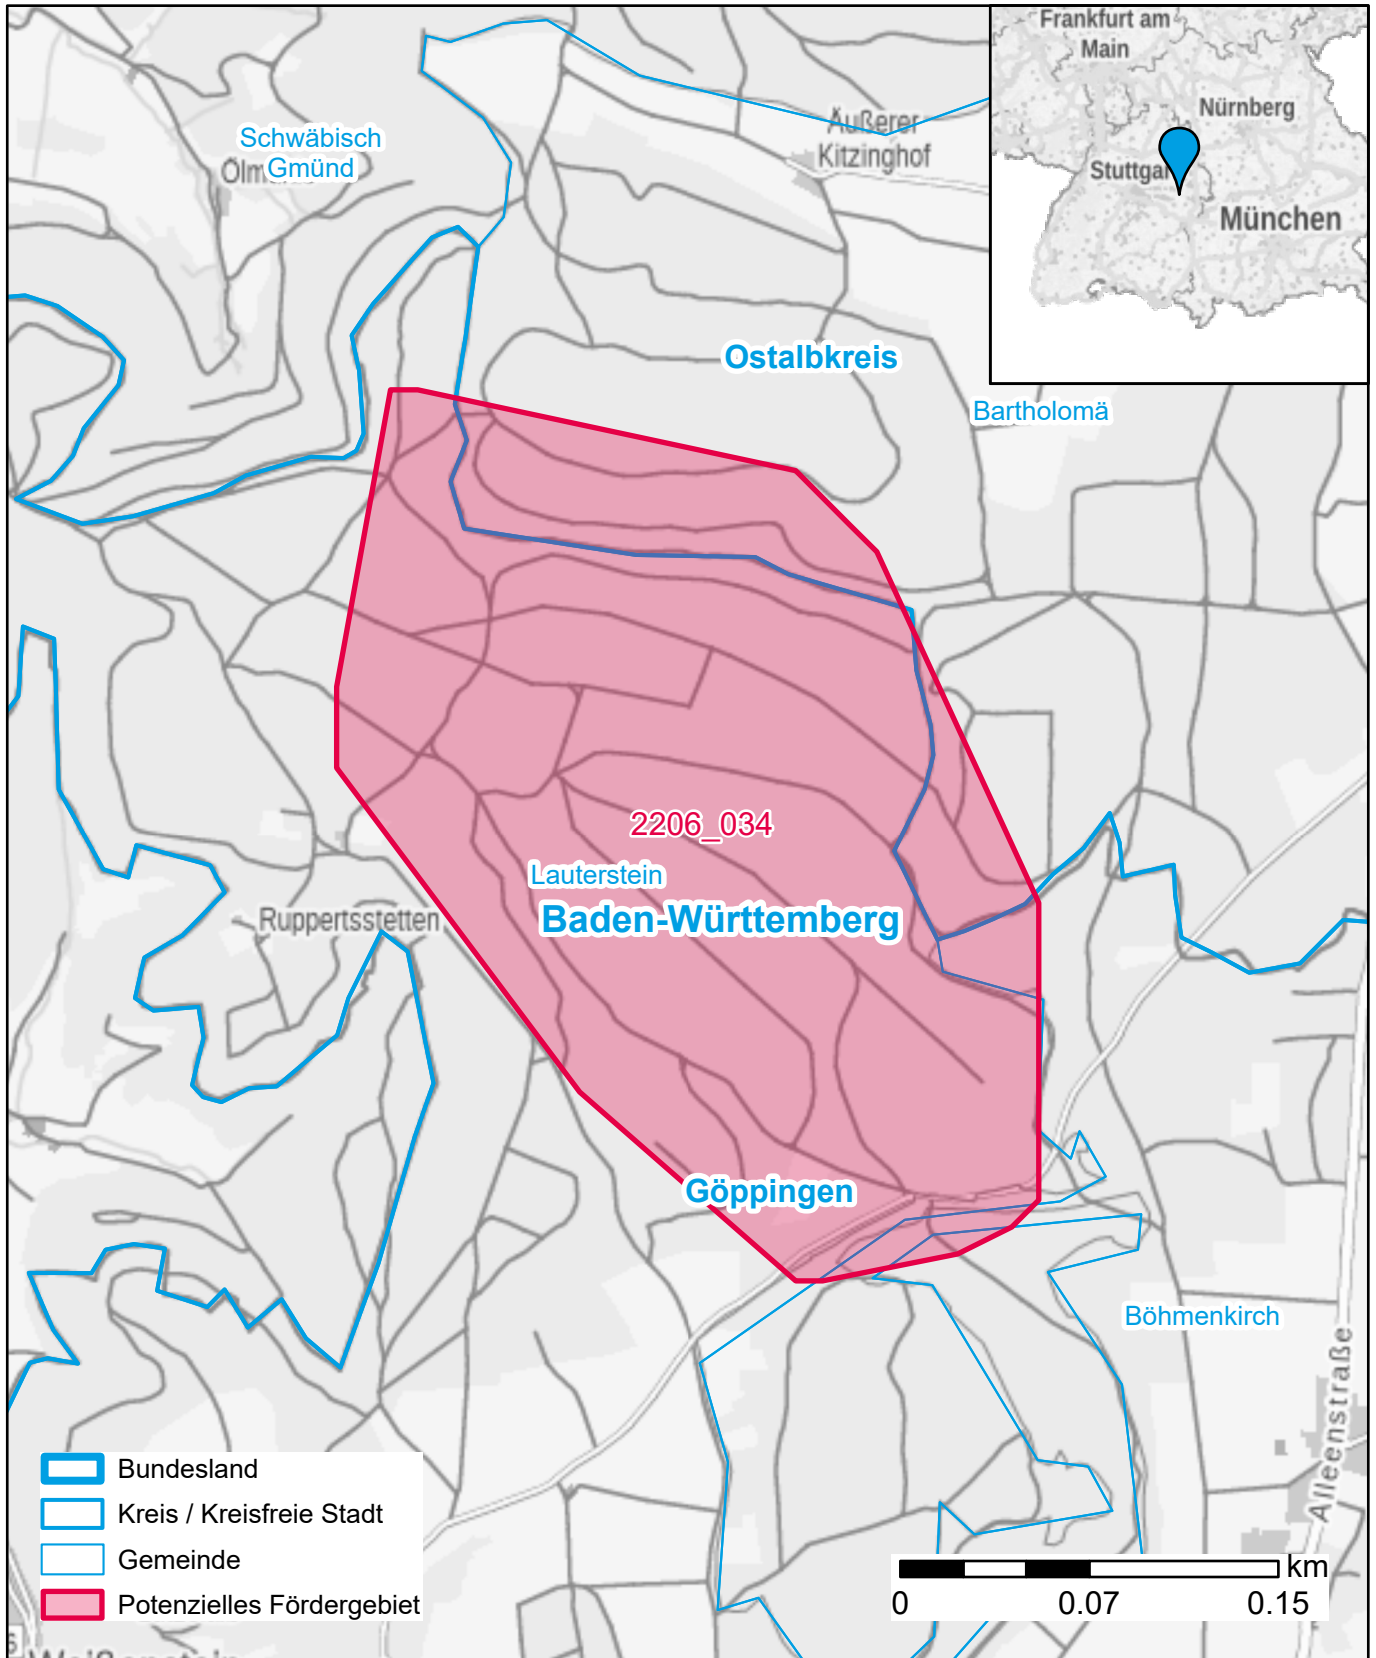 Frankfurt am
Main
Nürnberg
München
Schwäbisch
Gmünd
Äußerer
Kitzinghof
Ostalbkreis
Bartholomä
2206_034
Lauterstein
Baden-Württemberg
Ruppertsstetten
Göppingen
Böhmenkirch
Alleenstraße
Bundesland
Kreis / Kreisfreie Stadt
Gemeinde
Potenzielles Fördergebiet
km
0 0.07 0.15